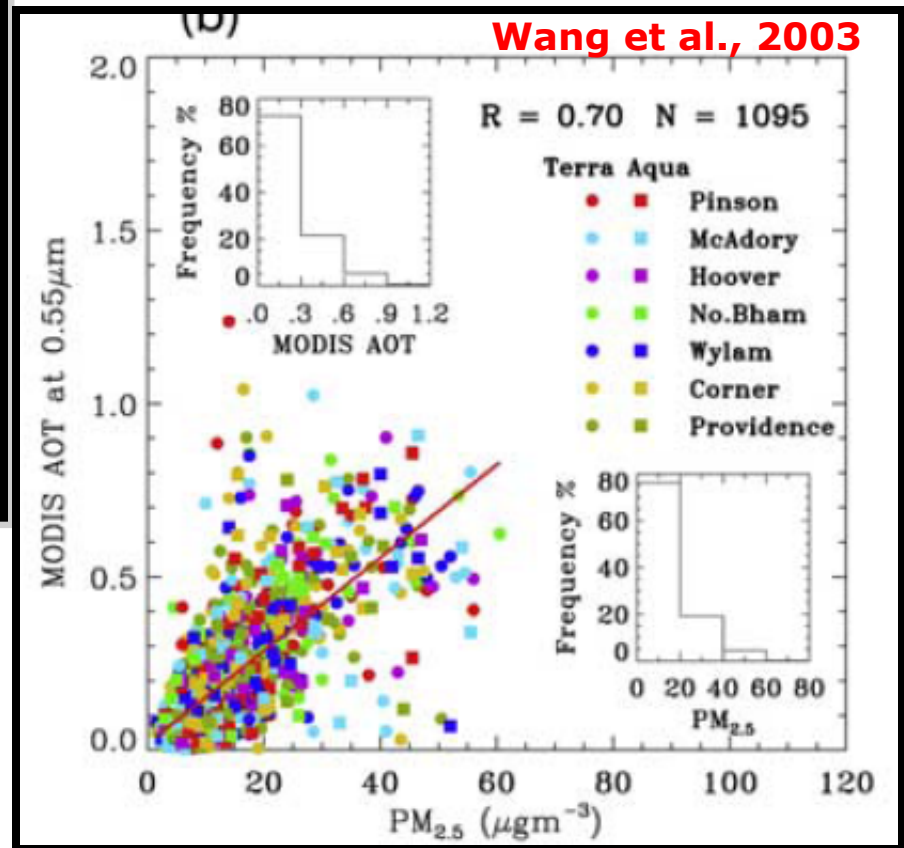 (b)
Wang et al., 2003
2.0
1.5
1.0
0.5
0.0
MODIS AOT at 0.55μm
R = 0.70 N = 1095
Terra Aqua
Pinson
McAdory
Hoover
No.Bham
Wylam
Corner
Providence
Frequency %
80
60
40
20
0
.0 .3 .6 .9 1.2
MODIS AOT
Frequency %
80
60
40
20
0
0 20 40 60 80
PM2.5
0 20 40 60 80 100 120
PM2.5 (μgm⁻³)